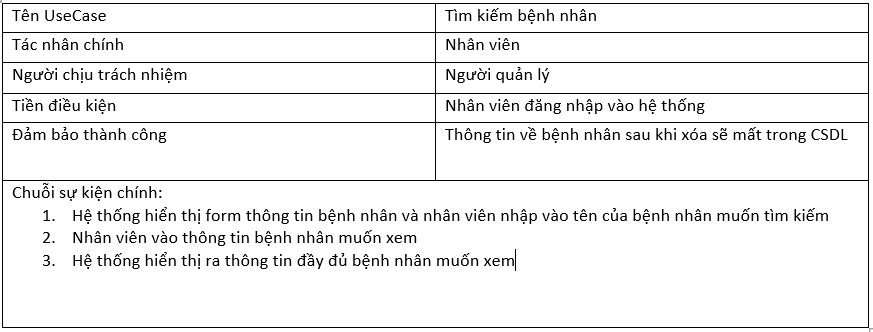 Tên UseCase Tìm kiếm bệnh nhân
Tác nhân chính Nhân viên
Người chịu trách nhiệm Người quản lý
Tiền điều kiện Nhân viên đăng nhập vào hệ thống
Đảm bảo thành công Thông tin về bệnh nhân sau khi xóa sẽ mất trong CSDL
Chuỗi sự kiện chính:
1. Hệ thống hiển thị form thông tin bệnh nhân và nhân viên nhập vào tên của bệnh nhân muốn tìm kiếm
2. Nhân viên vào thông tin bệnh nhân muốn xem
3. Hệ thống hiển thị ra thông tin đầy đủ bệnh nhân muốn xem